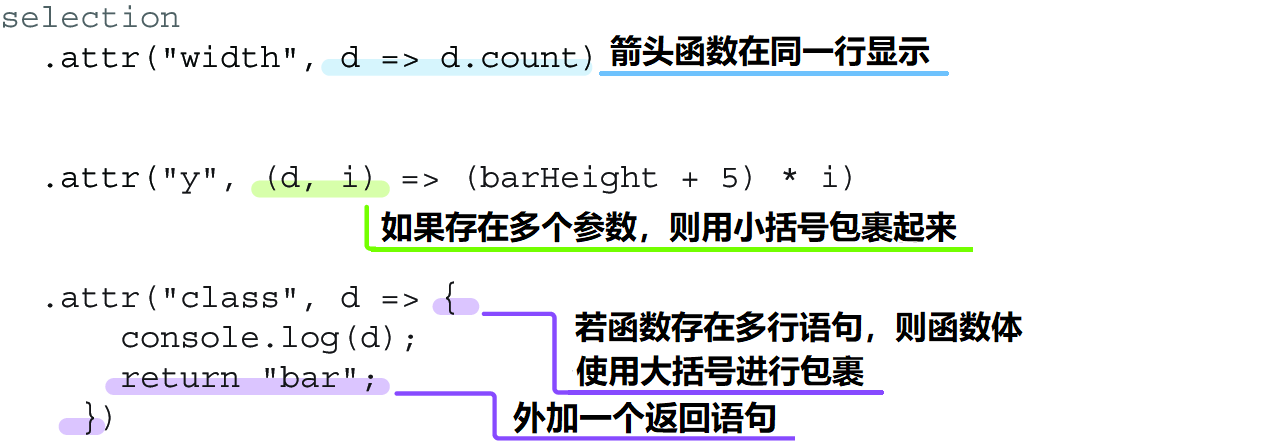 selection
.attr("width", d => d.count) 箭头函数在同一行显示
.attr("y", (d, i) => (barHeight + 5) * i)
如果存在多个参数，则用小括号包裹起来
.attr("class", d => {
若函数存在多行语句，则函数体
console.log(d);
使用大括号进行包裹
return "bar";
外加一个返回语句
})